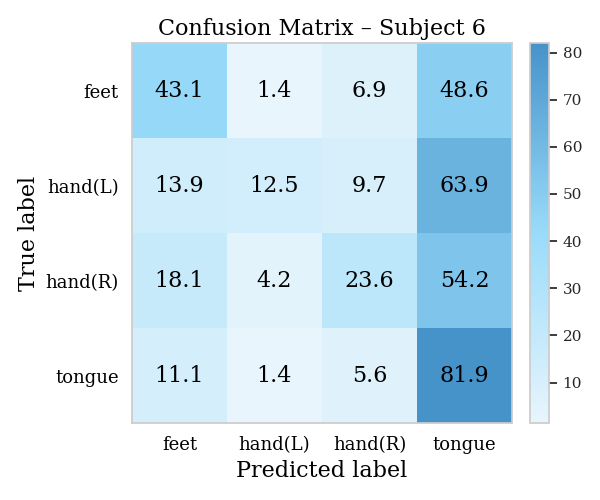 Confusion Matrix – Subject 6
feet 43.1 1.4 6.9 48.6
hand(L) 13.9 12.5 9.7 63.9
hand(R) 18.1 4.2 23.6 54.2
tongue 11.1 1.4 5.6 81.9
feet hand(L) hand(R) tongue
Predicted label
True label
80
70
60
50
40
30
20
10